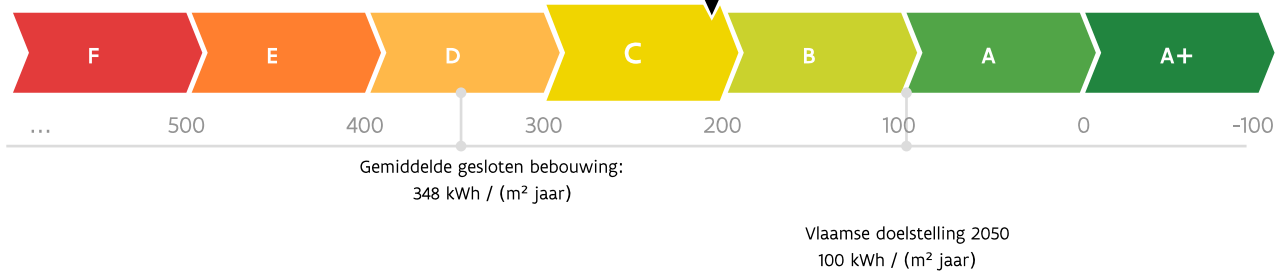 F E D C B A A+
... 500 400 300 200 100 0 -100
Gemiddelde gesloten bebouwing:
348 kWh / (m² jaar)
Vlaamse doelstelling 2050
100 kWh / (m² jaar)